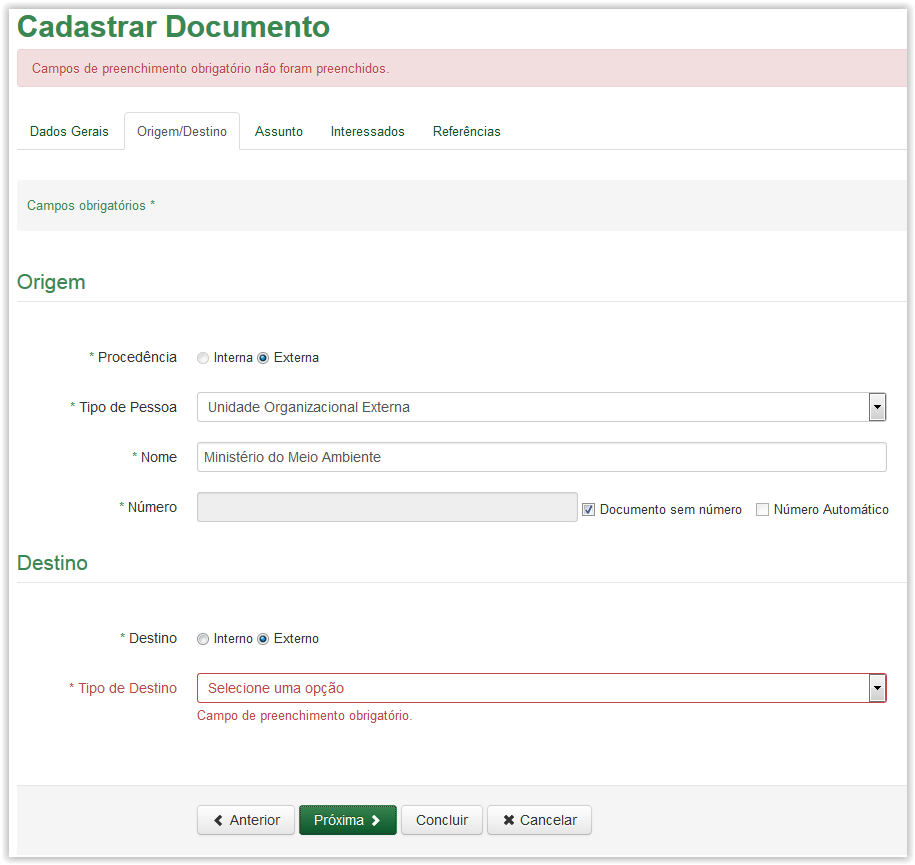 Cadastrar Documento
Campos de preenchimento obrigatório não foram preenchidos.
Dados Gerais Origem/Destino Assunto Interessados Referências
Campos obrigatórios *
Origem
* Procedência Interna Externa
* Tipo de Pessoa Unidade Organizacional Externa
* Nome Ministério do Meio Ambiente
* Número Documento sem número Número Automático
Destino
* Destino Interno Externo
* Tipo de Destino Selecione uma opção
Campo de preenchimento obrigatório.
Anterior Próxima Concluir Cancelar